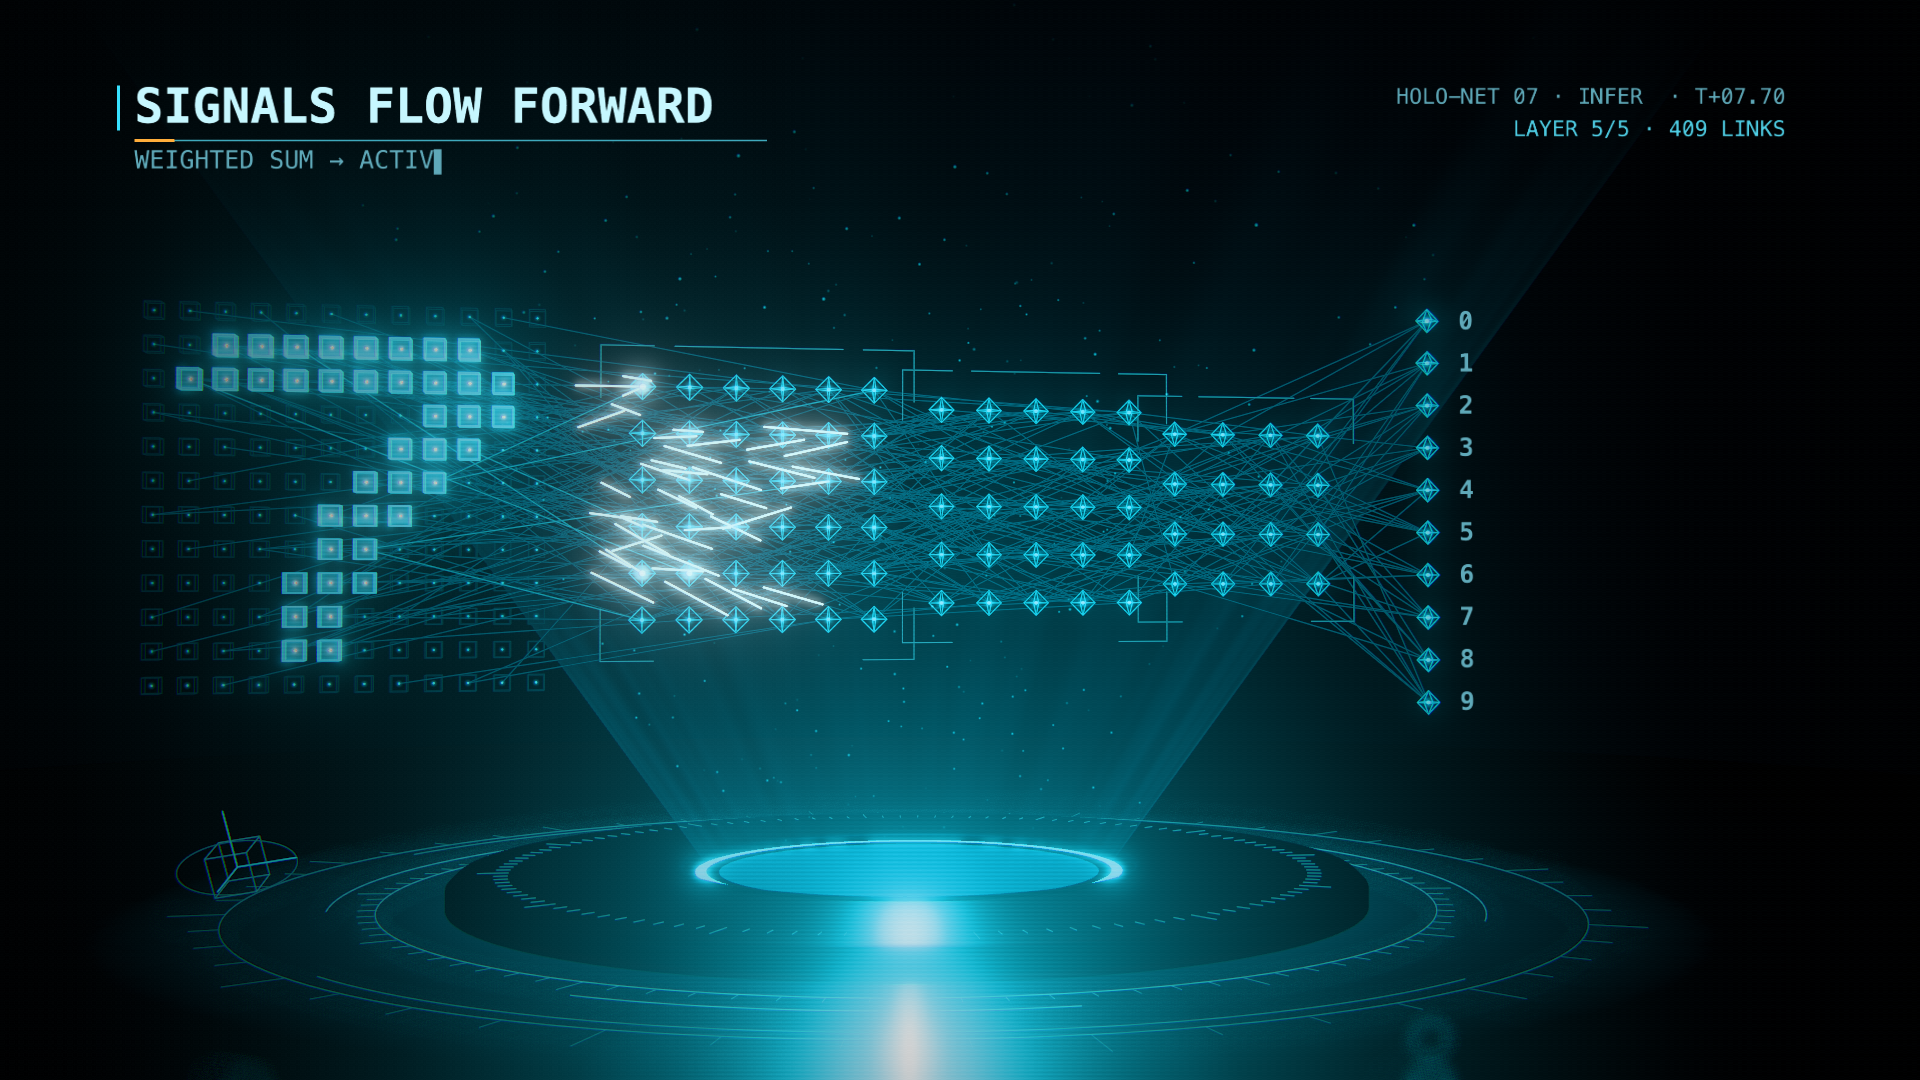 SIGNALS FLOW FORWARD
WEIGHTED SUM → ACTIV
HOLO-NET 07 · INFER · T+07.70
LAYER 5/5 · 409 LINKS
0
1
2
3
4
5
6
7
8
9